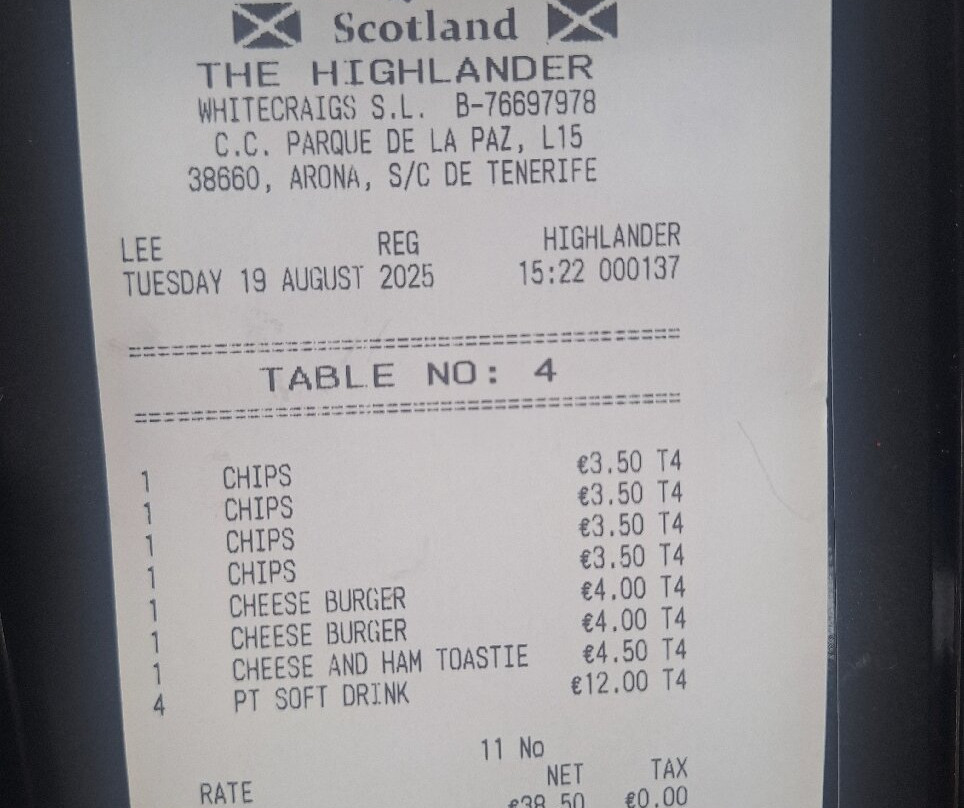 Scotland
THE HIGHLANDER
WHITECRAIGS S.L. B-76697978
C.C. PARQUE DE LA PAZ, L15
38660, ARONA, S/C DE TENERIFE
LEE REG HIGHLANDER
TUESDAY 19 AUGUST 2025 15:22 000137
TABLE NO: 4
1 CHIPS €3.50 T4
1 CHIPS €3.50 T4
1 CHIPS €3.50 T4
1 CHIPS €3.50 T4
1 CHEESE BURGER €4.00 T4
1 CHEESE BURGER €4.00 T4
1 CHEESE AND HAM TOASTIE €4.50 T4
4 PT SOFT DRINK €12.00 T4
11 No
NET TAX
RATE €38.50 €0.00